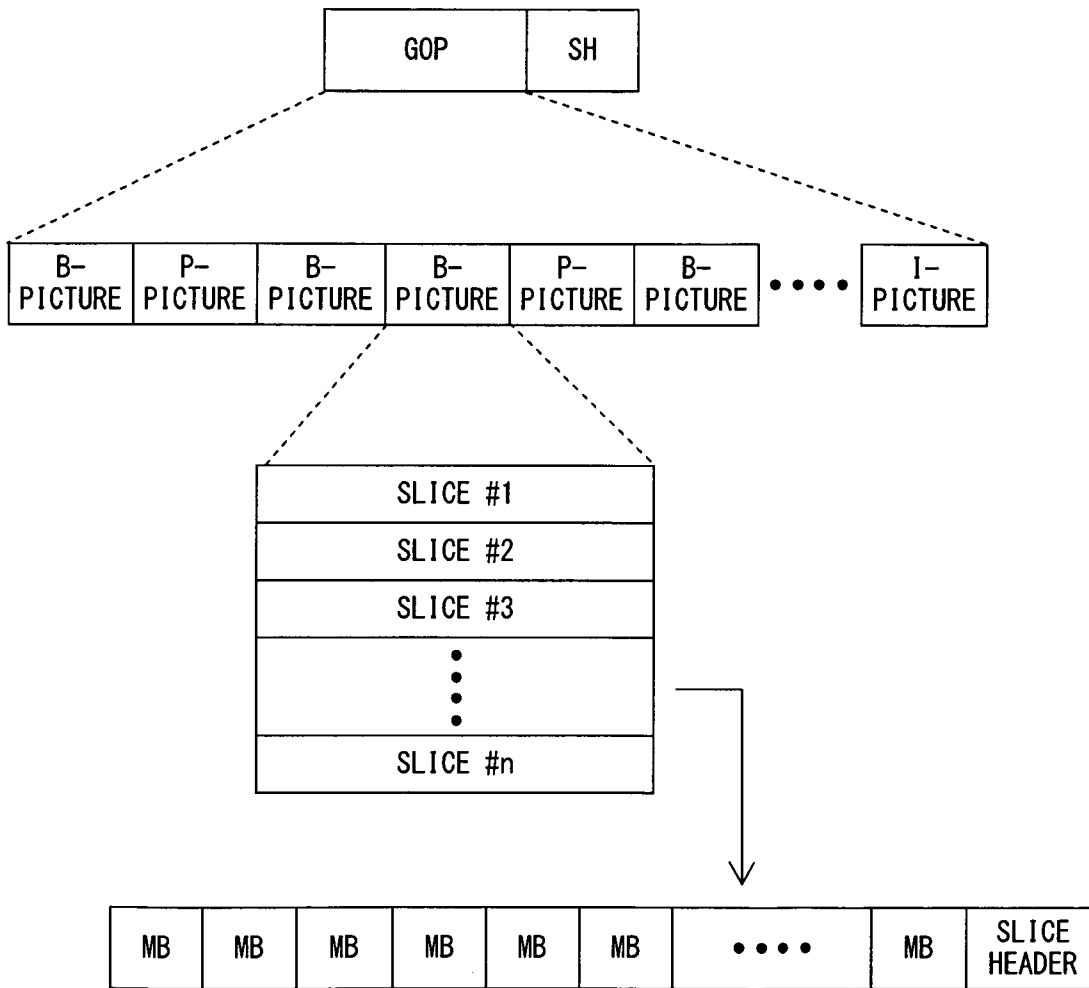 GOP SH
B-
PICTURE
P-
PICTURE
B-
PICTURE
B-
PICTURE
P-
PICTURE
B-
PICTURE
I-
PICTURE
SLICE #1
SLICE #2
SLICE #3
SLICE #n
MB MB MB MB MB MB MB
SLICE
HEADER